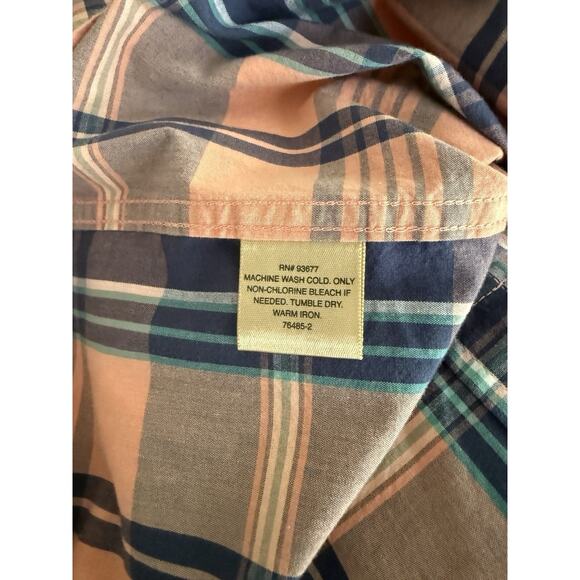 RN# 93677
MACHINE WASH COLD. ONLY
NON-CHLORINE BLEACH IF
NEEDED. TUMBLE DRY.
WARM IRON.
76485-2